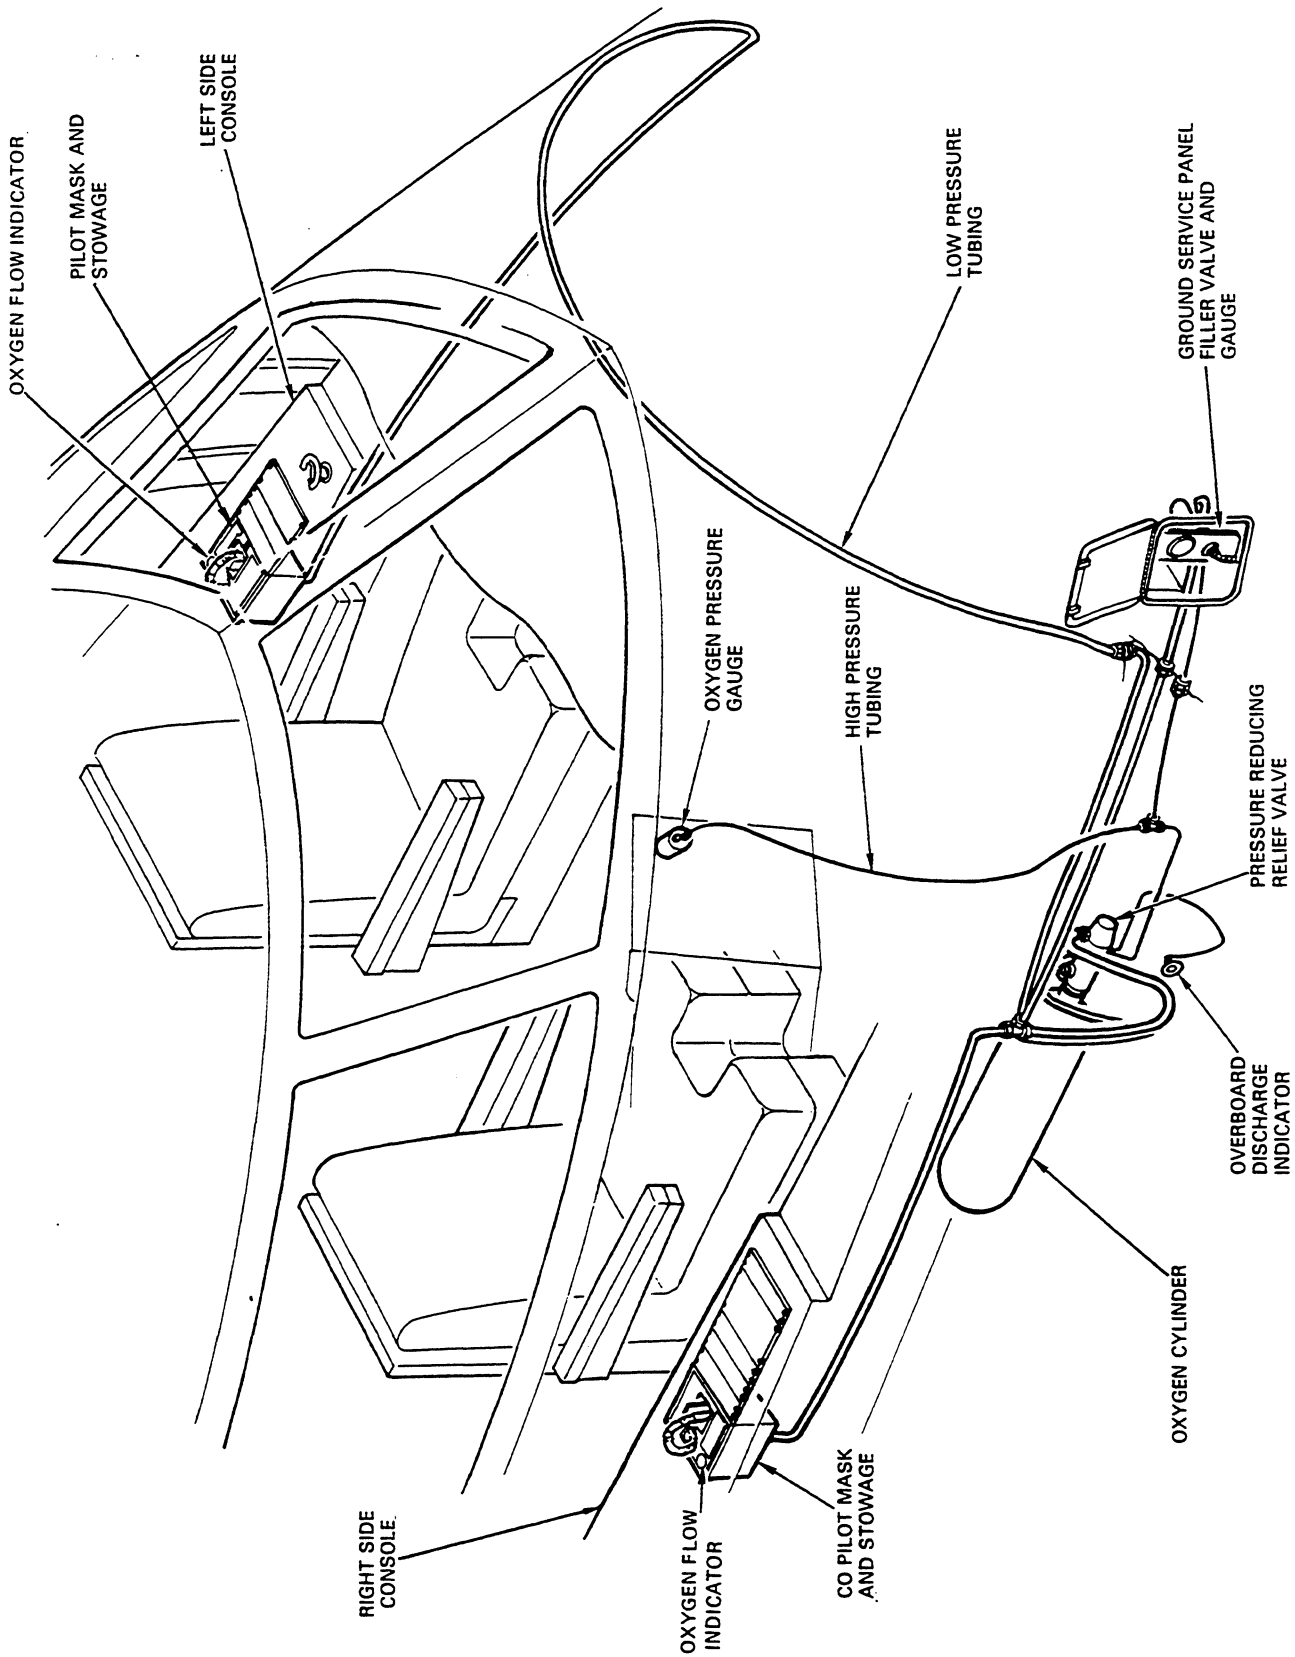 OXYGEN FLOW INDICATOR
PILOT MASK AND
STOWAGE
LEFT SIDE
CONSOLE
LOW PRESSURE
TUBING
GROUND SERVICE PANEL
FILLER VALVE AND
GAUGE
OXYGEN PRESSURE
GAUGE
HIGH PRESSURE
TUBING
PRESSURE REDUCING
RELIEF VALVE
OVERBOARD
DISCHARGE
INDICATOR
OXYGEN CYLINDER
RIGHT SIDE
CONSOLE
OXYGEN FLOW
INDICATOR
CO PILOT MASK
AND STOWAGE